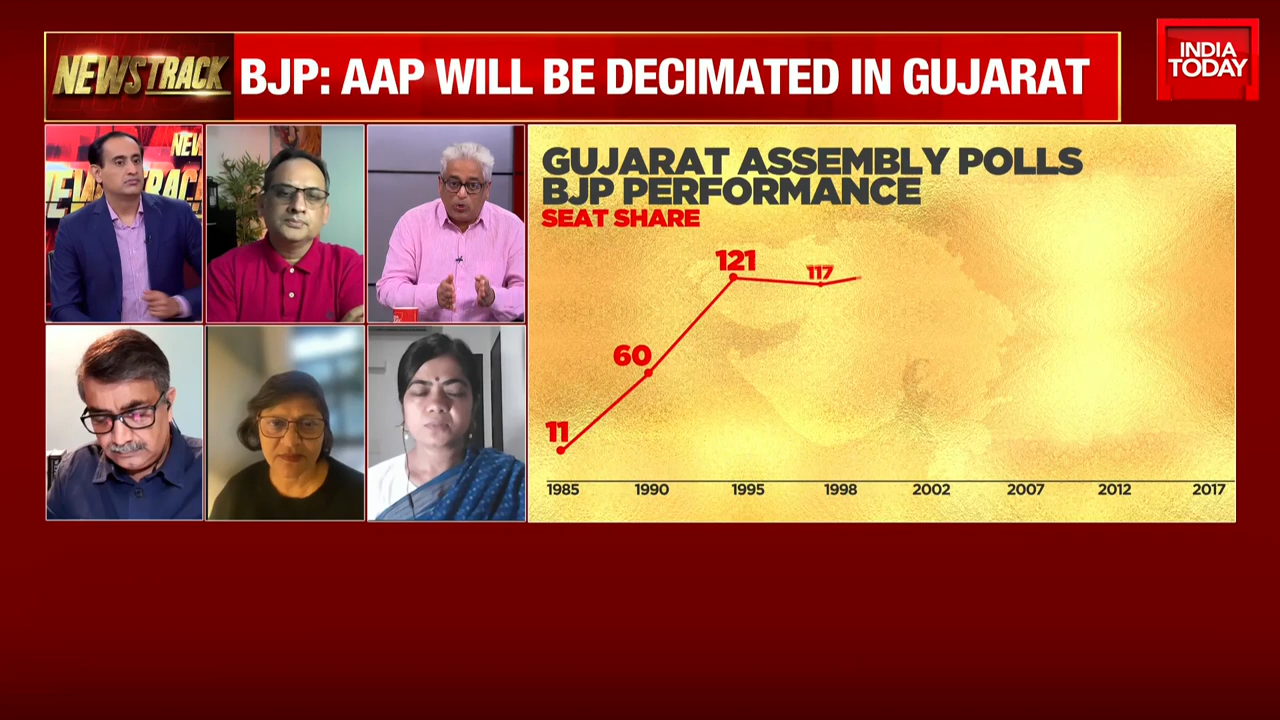 NEWSTRACK
BJP: AAP WILL BE DECIMATED IN GUJARAT
INDIA
TODAY
GUJARAT ASSEMBLY POLLS
BJP PERFORMANCE
SEAT SHARE
121
117
60
11
1985 1990 1995 1998 2002 2007 2012 2017